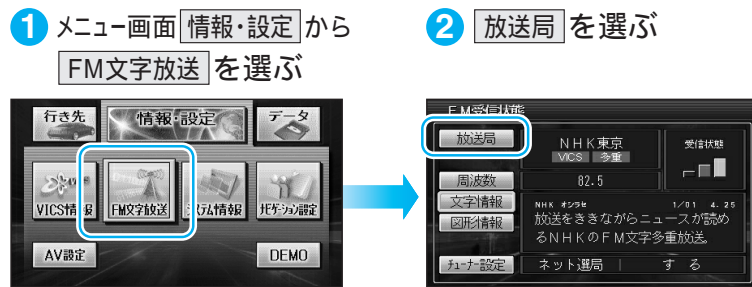 1 メニュー画面 情報・設定 から
FM文字放送 を選ぶ
行き先 情報・設定 データ
VICS情報 FM文字放送 システム情報 ナビゲーション設定
AV設定 DEMO
2 放送局 を選ぶ
FM受信状態
放送局 NHK東京 受信状態
VICS 多重
周波数 82.5
文字情報 NHK オシラセ 1/01 4.25
図形情報 放送をききながらニュースが読め
るNHKのFM文字多重放送。
チューナー設定 ネット選局 する